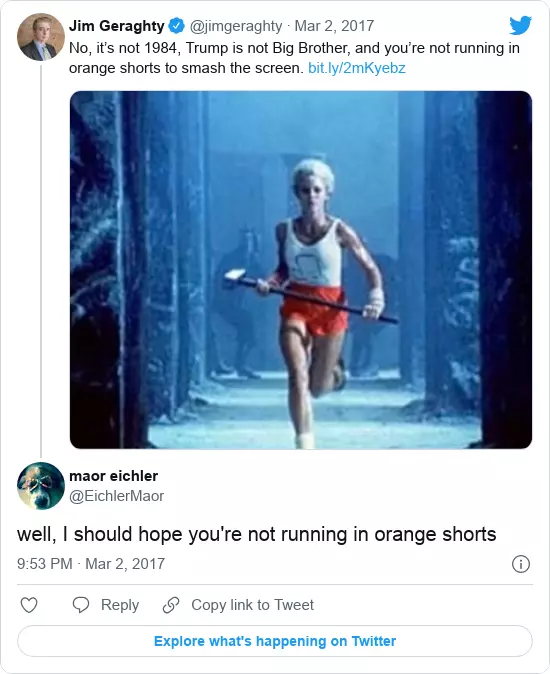 Jim Geraghty @jimgeraghty · Mar 2, 2017
No, it’s not 1984, Trump is not Big Brother, and you’re not running in
orange shorts to smash the screen. bit.ly/2mKyebz
maor eichler
@EichlerMaor
well, I should hope you're not running in orange shorts
9:53 PM · Mar 2, 2017
Reply
Copy link to Tweet
Explore what's happening on Twitter